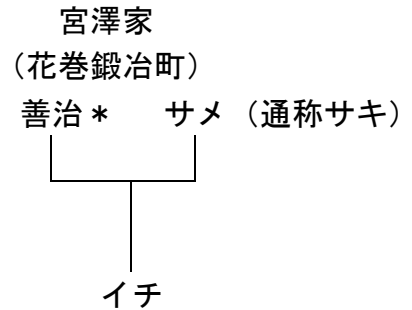 宮澤家
（花巻鍛冶町）
善治＊　サメ（通称サキ）
イチ